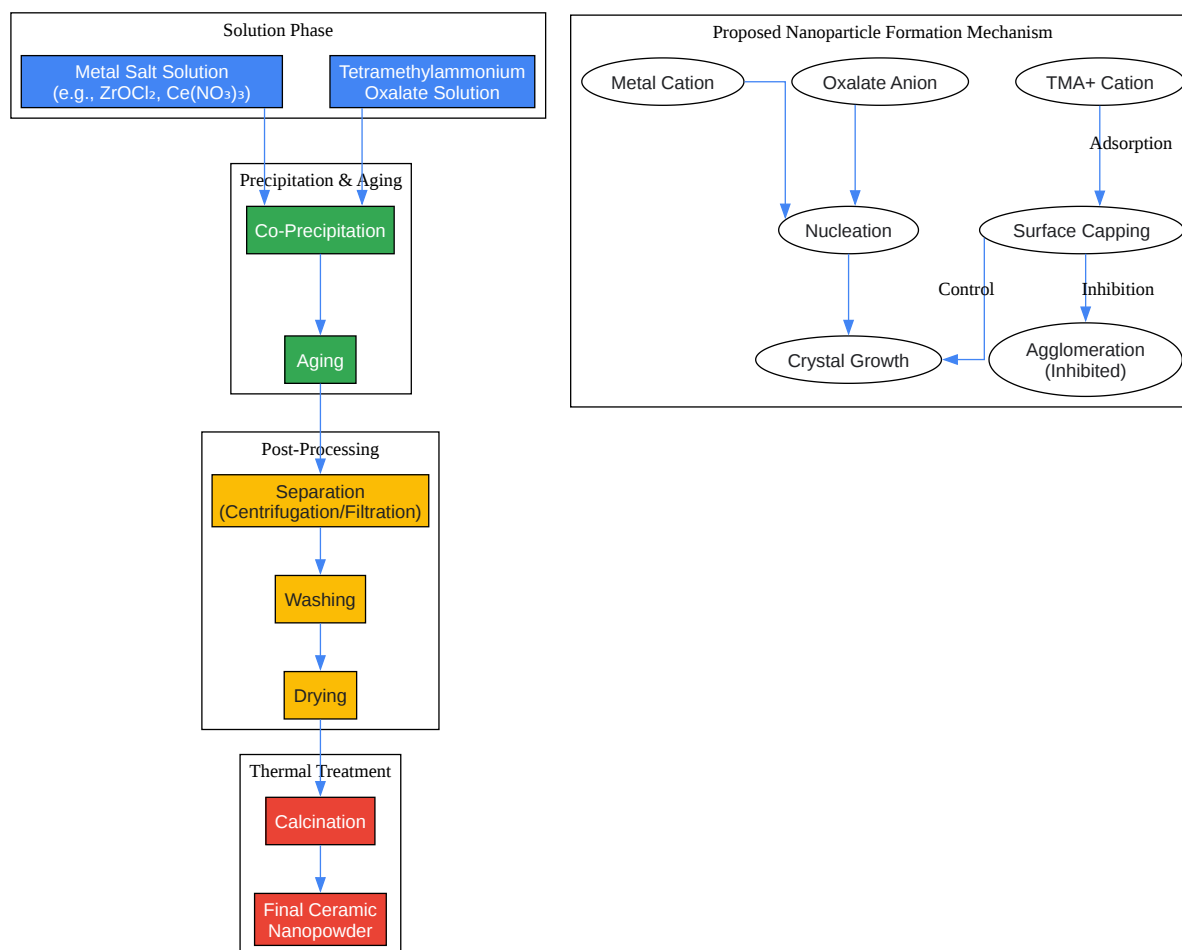 Solution Phase
Metal Salt Solution
(e.g., ZrOCl₂, Ce(NO₃)₃)
Tetramethylammonium
Oxalate Solution
Precipitation & Aging
Co-Precipitation
Aging
Post-Processing
Separation
(Centrifugation/Filtration)
Washing
Drying
Thermal Treatment
Calcination
Final Ceramic
Nanopowder
Proposed Nanoparticle Formation Mechanism
Metal Cation
Oxalate Anion
TMA+ Cation
Adsorption
Nucleation
Surface Capping
Control
Inhibition
Crystal Growth
Agglomeration
(Inhibited)